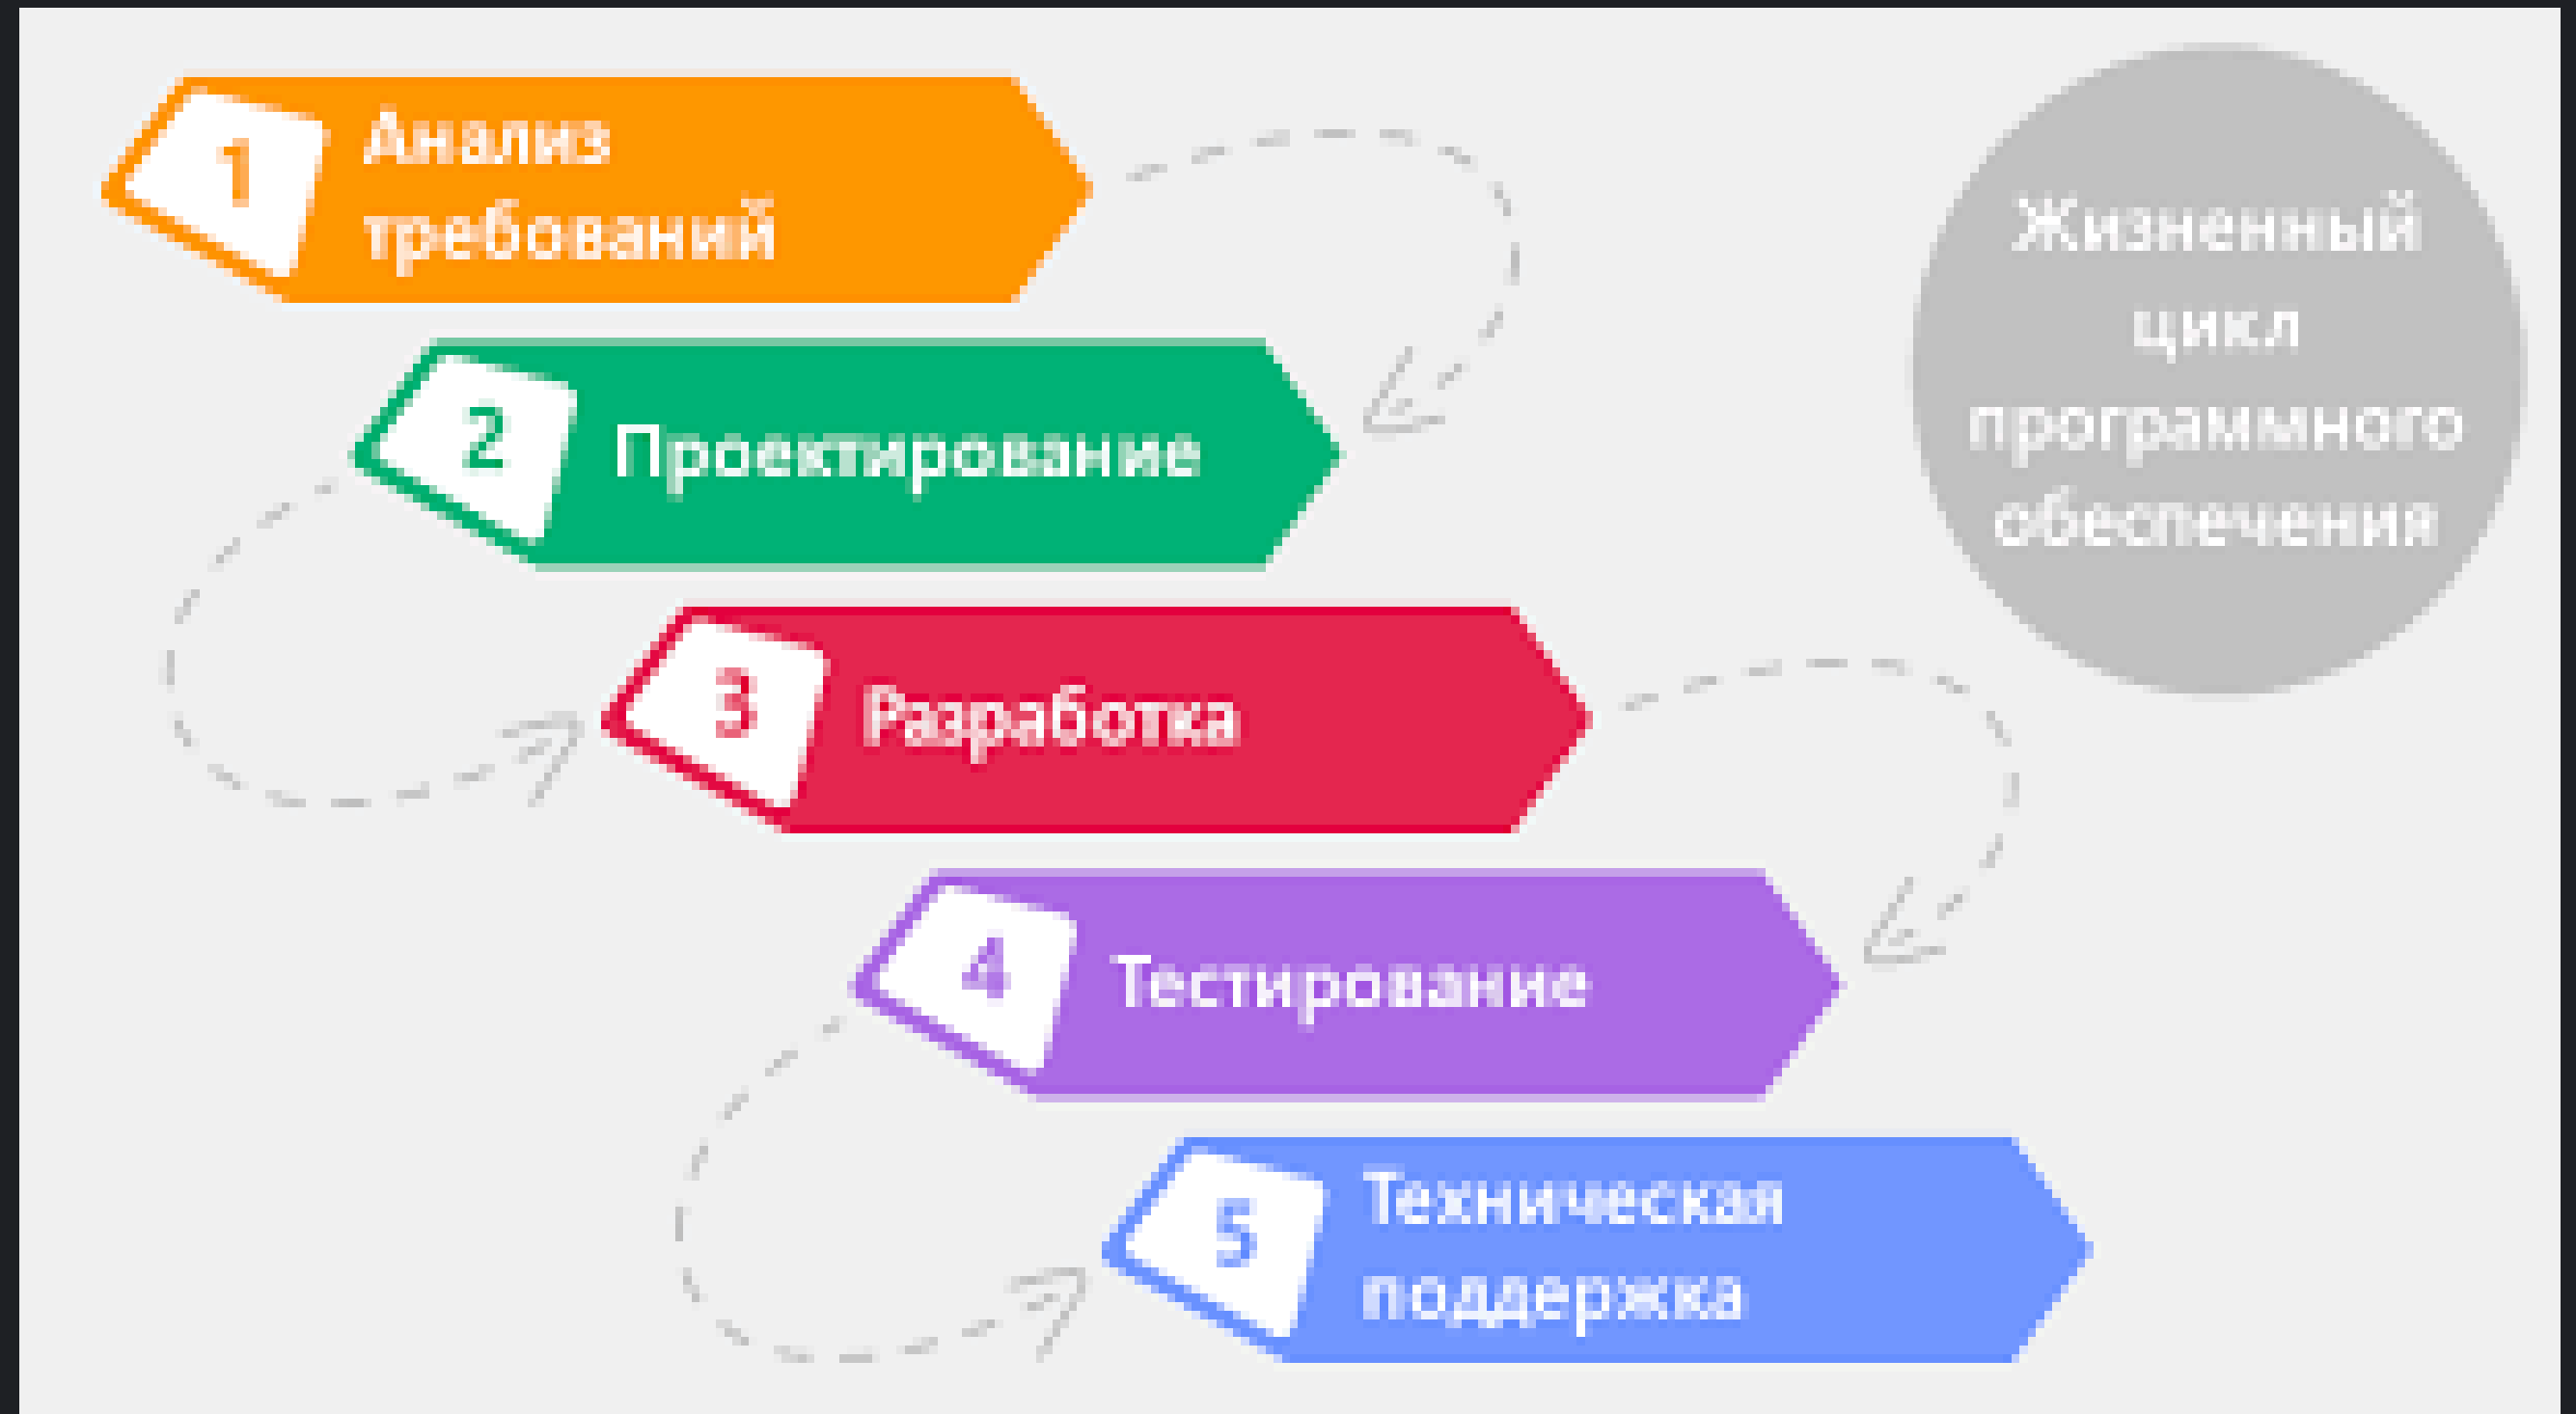 1
Анализ
требований
2
Проектирование
3
Разработка
4
Тестирование
5
Техническая
поддержка
Жизненный
цикл
программного
обеспечения